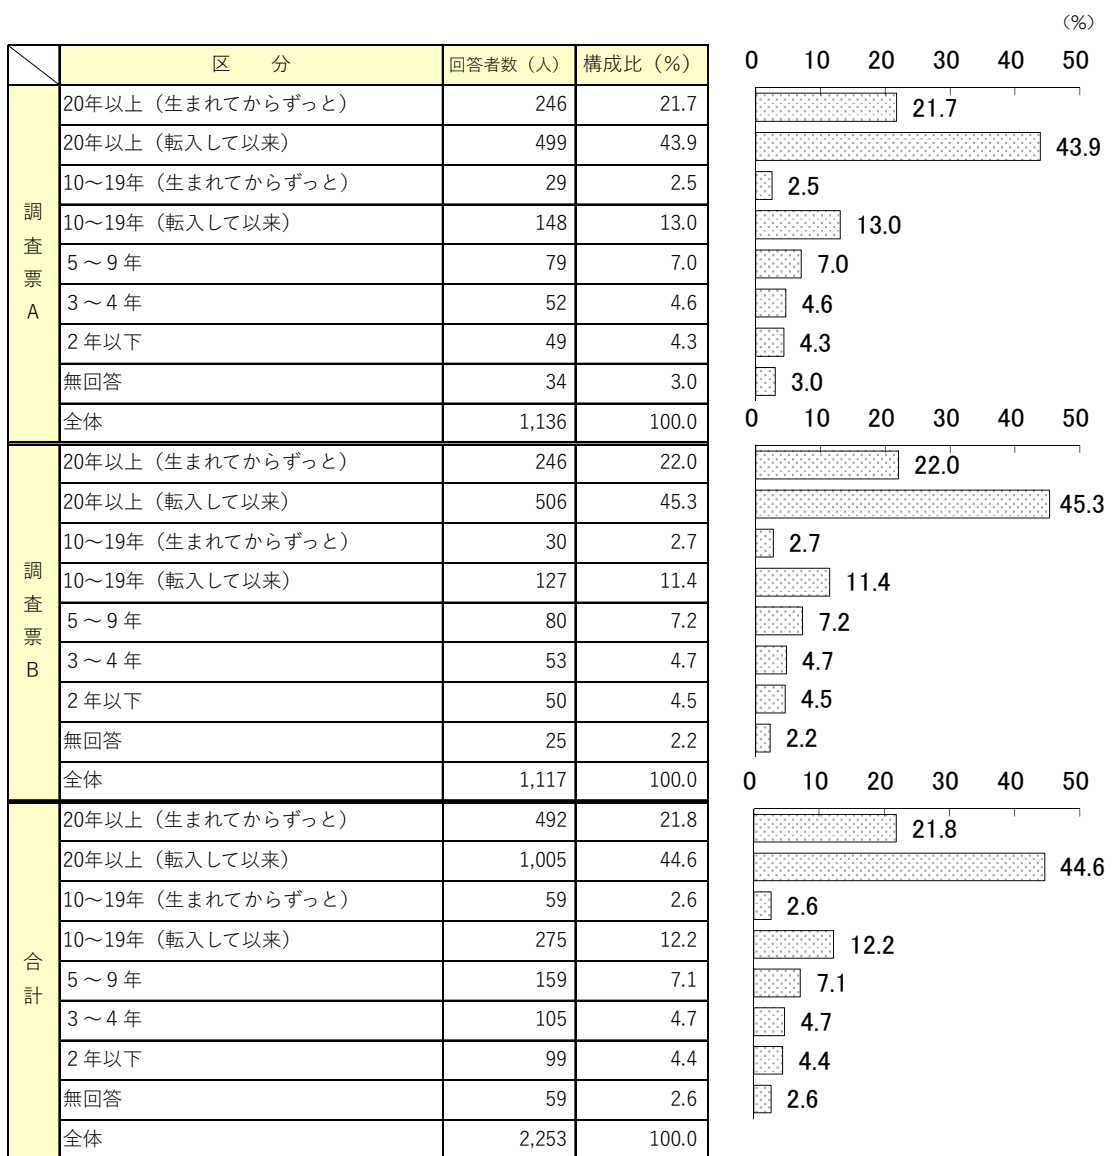 (%)
区　　分 回答者数（人） 構成比（%）
0 10 20 30 40 50
調査票A
20年以上（生まれてからずっと） 246 21.7 21.7
20年以上（転入して以来） 499 43.9 43.9
10～19年（生まれてからずっと） 29 2.5 2.5
10～19年（転入して以来） 148 13.0 13.0
５～９年 79 7.0 7.0
３～４年 52 4.6 4.6
２年以下 49 4.3 4.3
無回答 34 3.0 3.0
全体 1,136 100.0
0 10 20 30 40 50
調査票B
20年以上（生まれてからずっと） 246 22.0 22.0
20年以上（転入して以来） 506 45.3 45.3
10～19年（生まれてからずっと） 30 2.7 2.7
10～19年（転入して以来） 127 11.4 11.4
５～９年 80 7.2 7.2
３～４年 53 4.7 4.7
２年以下 50 4.5 4.5
無回答 25 2.2 2.2
全体 1,117 100.0
0 10 20 30 40 50
合計
20年以上（生まれてからずっと） 492 21.8 21.8
20年以上（転入して以来） 1,005 44.6 44.6
10～19年（生まれてからずっと） 59 2.6 2.6
10～19年（転入して以来） 275 12.2 12.2
５～９年 159 7.1 7.1
３～４年 105 4.7 4.7
２年以下 99 4.4 4.4
無回答 59 2.6 2.6
全体 2,253 100.0